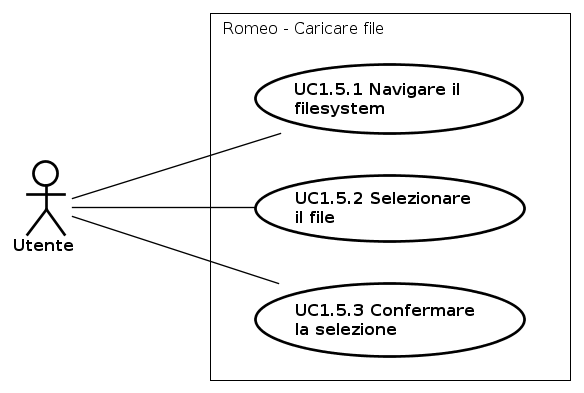 Romeo - Caricare file
UC1.5.1 Navigare il
filesystem
UC1.5.2 Selezionare
il file
Utente
UC1.5.3 Confermare
la selezione